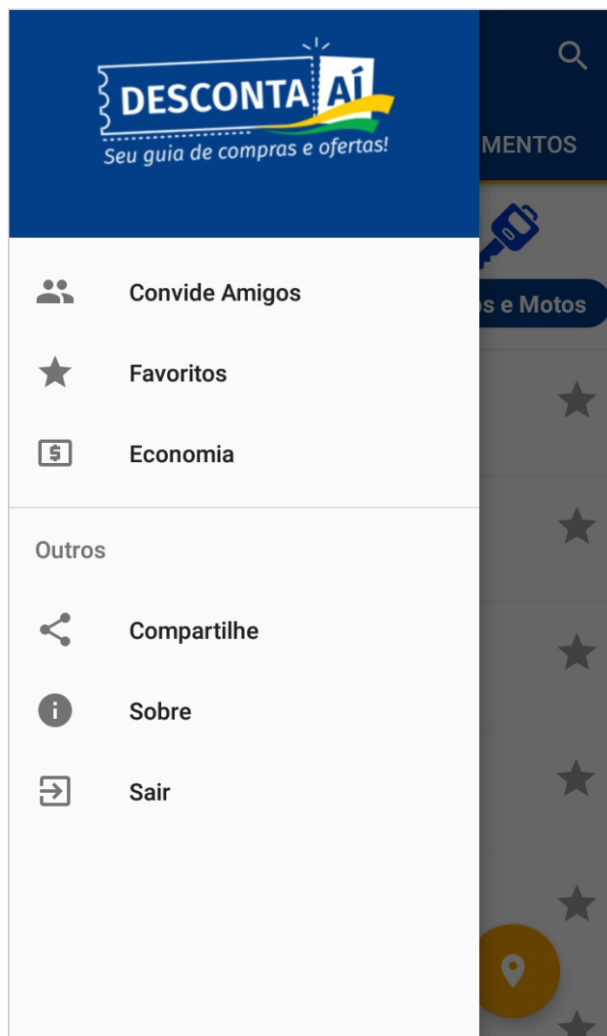 DESCONTA AÍ
Seu guia de compras e ofertas!
MENTOS
s e Motos
Convide Amigos
Favoritos
Economia
Outros
Compartilhe
Sobre
Sair